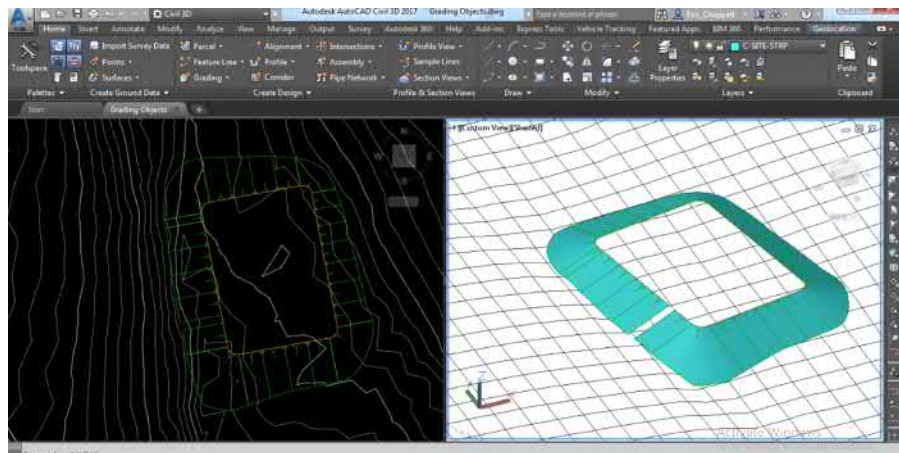 Civil 3D
Autodesk AutoCAD Civil 3D 2017 Grading Objects.dwg
Home Insert Annotate Modify Analyze View Manage Output Survey Autodesk 360 Help Add-ins Express Tools Vehicle Tracking Featured Apps BIM 360 Performance Geolocation
Import Survey Data Parcel Alignment Intersections Profile View C-SITE-STRP
Points Feature Line Profile Assembly Sample Lines
Toolspace Surfaces Grading Corridor Pipe Network Section Views Layer Properties Paste
Palettes Create Ground Data Create Design Profile & Section Views Draw Modify Layers Clipboard
Start Grading Objects
[Custom View]
W E
Z
Activate Windows